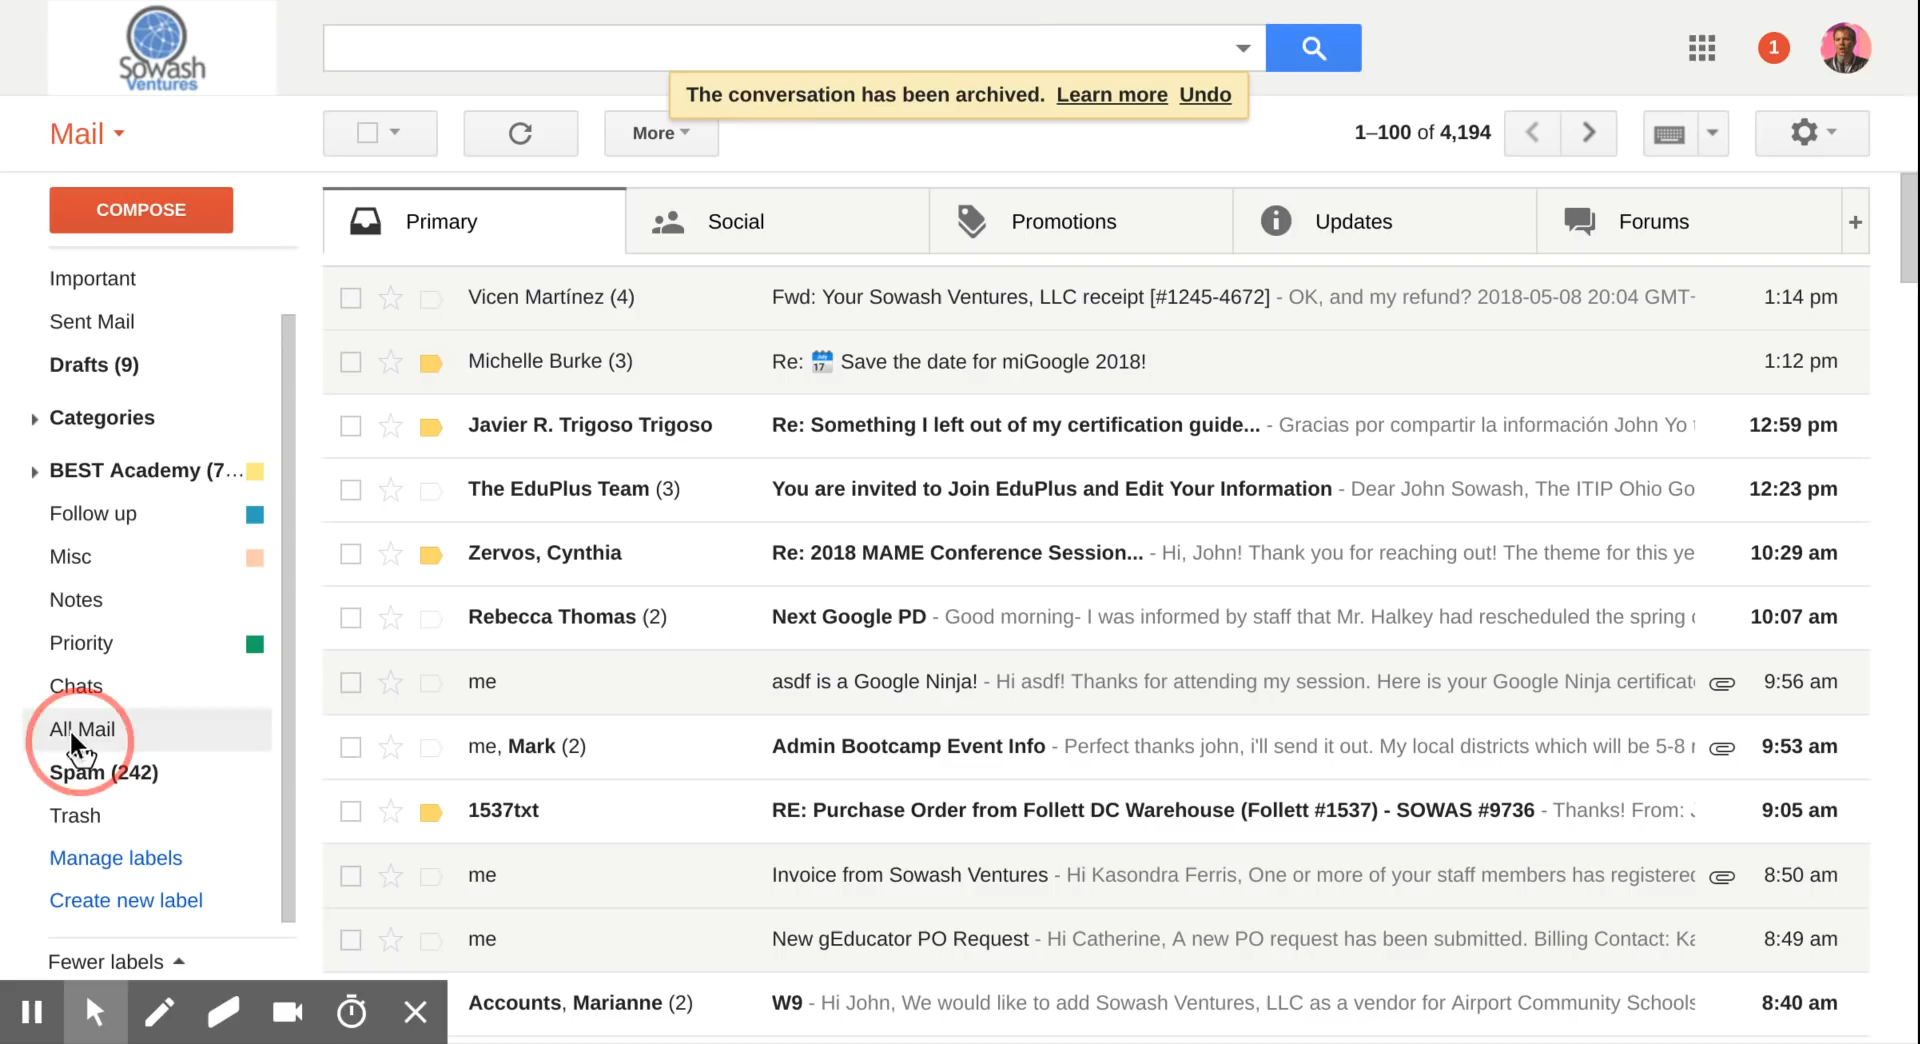 Sowash
Ventures
The conversation has been archived. Learn more Undo
1
Mail
More
1–100 of 4,194
COMPOSE
Primary
Social
Promotions
Updates
Forums
+
Important
Sent Mail
Drafts (9)
Categories
BEST Academy (7...
Follow up
Misc
Notes
Priority
Chats
All Mail
Spam (242)
Trash
Manage labels
Create new label
Fewer labels
Vicen Martínez (4) Fwd: Your Sowash Ventures, LLC receipt [#1245-4672] - OK, and my refund? 2018-05-08 20:04 GMT- 1:14 pm
Michelle Burke (3) Re: July 17 Save the date for miGoogle 2018! 1:12 pm
Javier R. Trigoso Trigoso Re: Something I left out of my certification guide... - Gracias por compartir la información John Yo 12:59 pm
The EduPlus Team (3) You are invited to Join EduPlus and Edit Your Information - Dear John Sowash, The ITIP Ohio Go 12:23 pm
Zervos, Cynthia Re: 2018 MAME Conference Session... - Hi, John! Thank you for reaching out! The theme for this ye 10:29 am
Rebecca Thomas (2) Next Google PD - Good morning- I was informed by staff that Mr. Halkey had rescheduled the spring 10:07 am
me asdf is a Google Ninja! - Hi asdf! Thanks for attending my session. Here is your Google Ninja certificat 9:56 am
me, Mark (2) Admin Bootcamp Event Info - Perfect thanks john, i'll send it out. My local districts which will be 5-8 9:53 am
1537txt RE: Purchase Order from Follett DC Warehouse (Follett #1537) - SOWAS #9736 - Thanks! From: 9:05 am
me Invoice from Sowash Ventures - Hi Kasondra Ferris, One or more of your staff members has registered 8:50 am
me New gEducator PO Request - Hi Catherine, A new PO request has been submitted. Billing Contact: Ka 8:49 am
Accounts, Marianne (2) W9 - Hi John, We would like to add Sowash Ventures, LLC as a vendor for Airport Community Schools 8:40 am